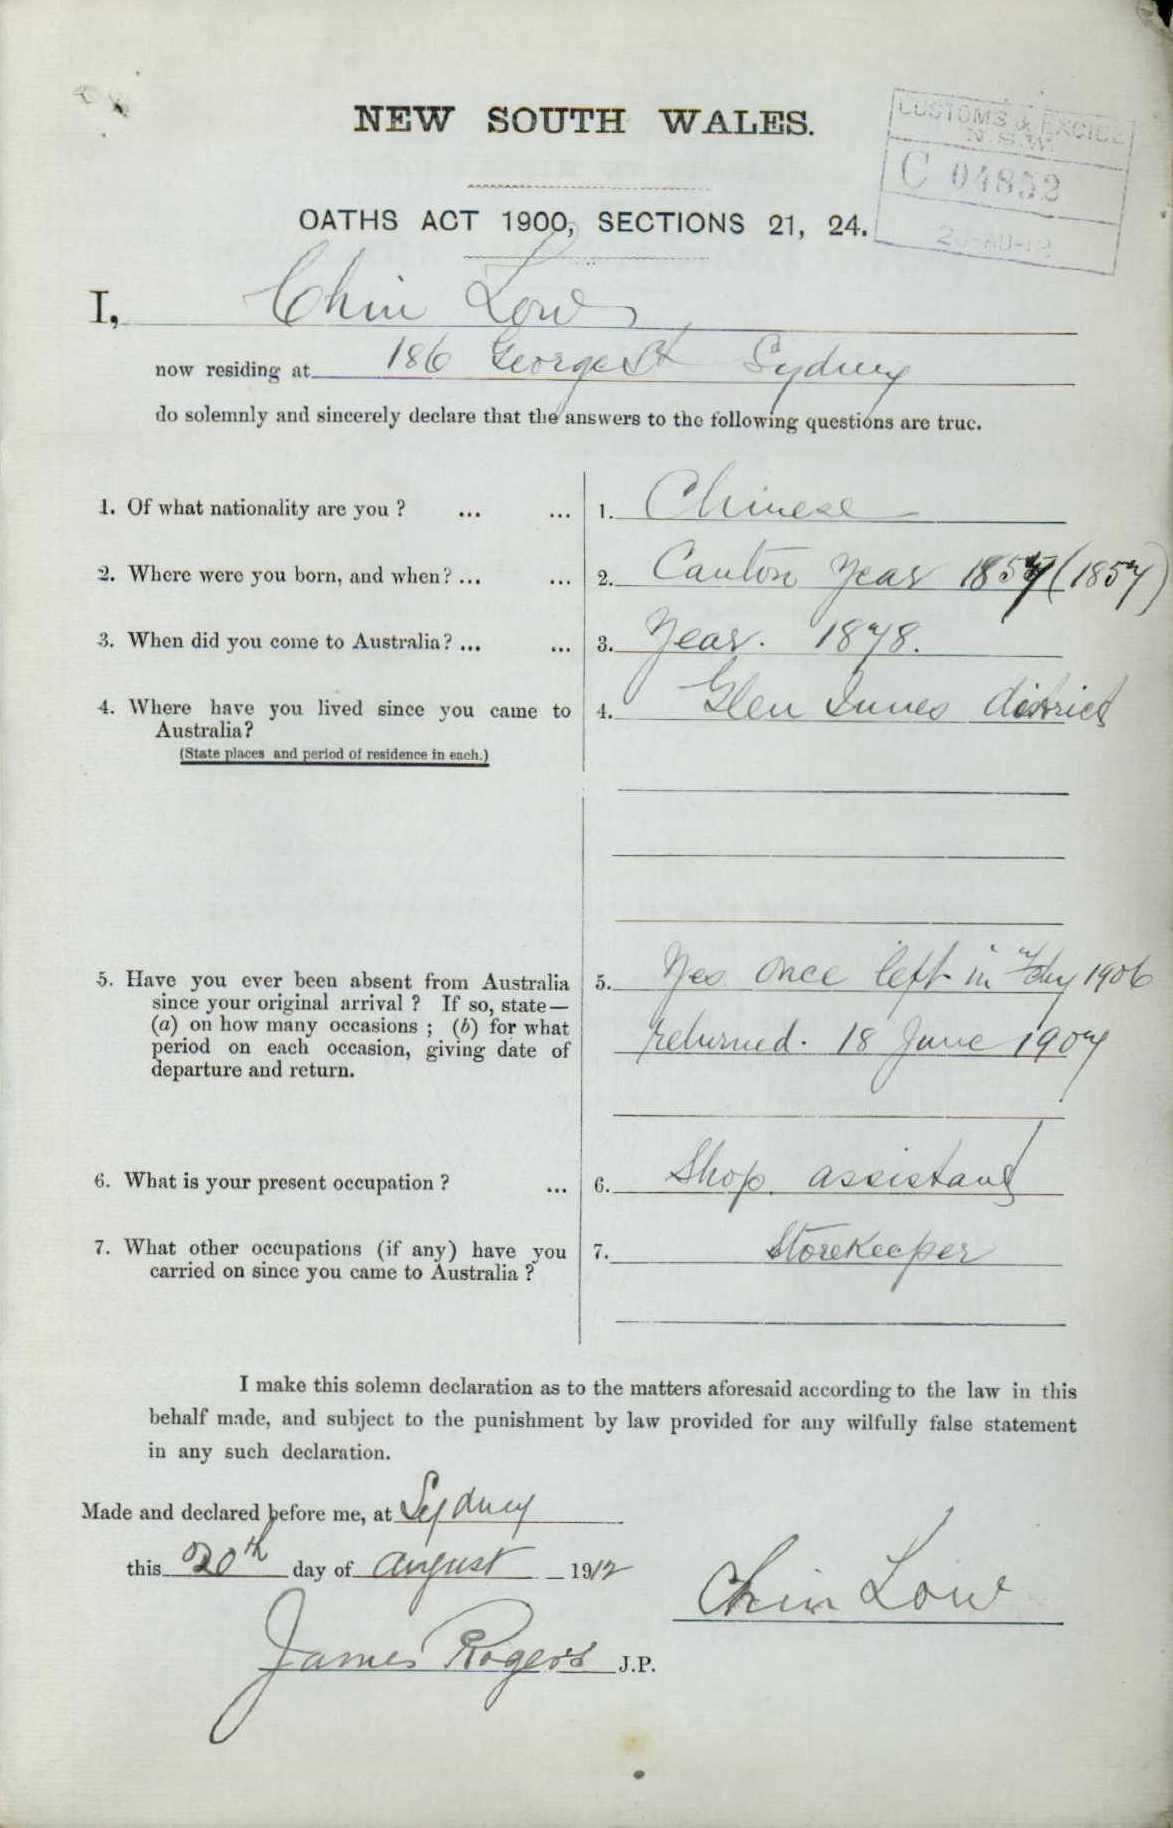 NEW SOUTH WALES.
CUSTOMS & EXCISE
N.S.W.
C 04852
20-AU-12
OATHS ACT 1900, SECTIONS 21, 24.
I, Chin Low
now residing at 186 George St Sydney
do solemnly and sincerely declare that the answers to the following questions are true.
1. Of what nationality are you ? ... ... 1. Chinese
2. Where were you born, and when ? ... ... 2. Canton Year 1857 (1857)
3. When did you come to Australia ? ... ... 3. Year. 1878.
4. Where have you lived since you came to 4. Glen Innes district
Australia?
(State places and period of residence in each.)
5. Have you ever been absent from Australia 5. Yes once left in 1906
since your original arrival ? If so, state—
(a) on how many occasions ; (b) for what returned. 18 June 1907
period on each occasion, giving date of
departure and return.
6. What is your present occupation ? ... 6. Shop assistant
7. What other occupations (if any) have you 7. Storekeeper
carried on since you came to Australia ?
I make this solemn declaration as to the matters aforesaid according to the law in this
behalf made, and subject to the punishment by law provided for any wilfully false statement
in any such declaration.
Made and declared before me, at Sydney
this 20th day of august 1912
Chin Low
James Rogers J.P.